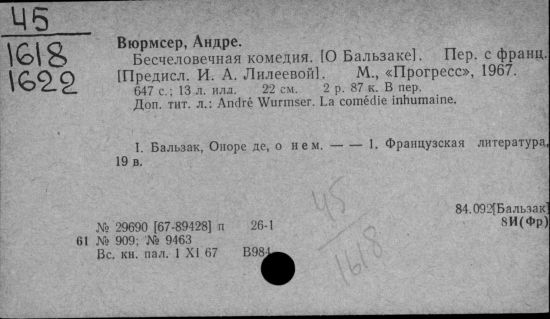 45
1618
1622
Вюрмсер, Андре.
Бесчеловечная комедия. [О Бальзаке]. Пер. с франц.
[Предисл. И. А. Лилеевой]. М., «Прогресс», 1967.
647 с.; 13 л. илл. 22 см. 2 р. 87 к. В пер.
Доп. тит. л.: André Wurmser. La comédie inhumaine.
I. Бальзак, Оноре де, о нем. — — 1. Французская литература,
19 в.
84.092[Бальзак]
8И(Фр)
№ 29690 [67-89428] п 26-1
61 № 909; № 9463
Вс. кн. пал. 1 XI 67 В984
45
1618